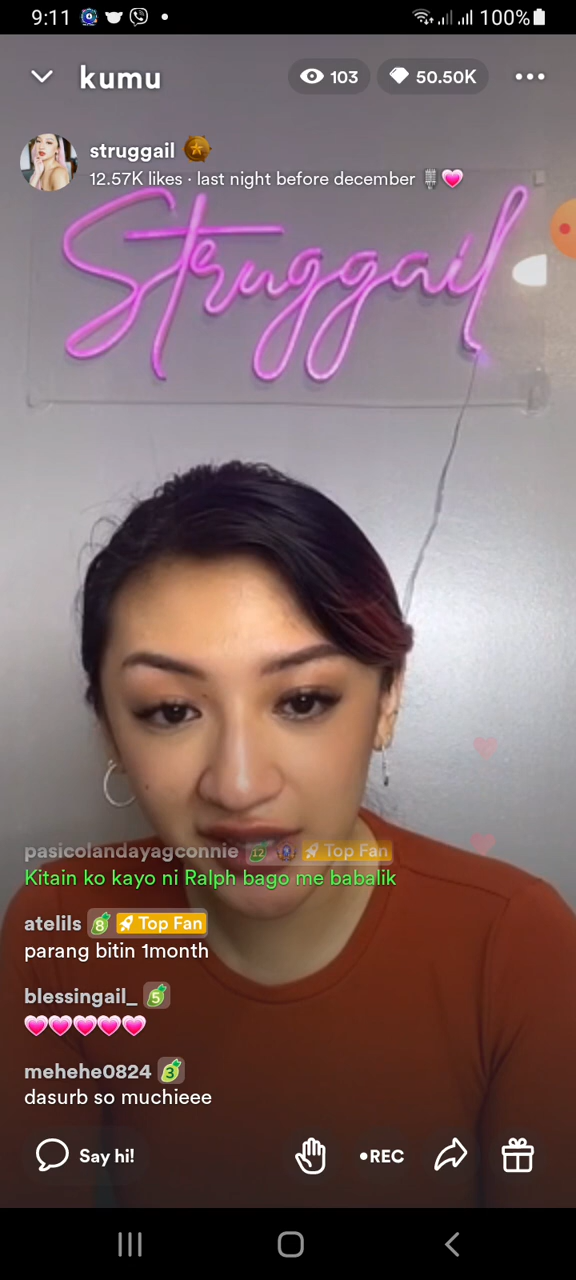 9:11
100%
kumu
103
50.50K
struggail
12.57K likes · last night before december
Struggail
pasicolandayagconnie 12 Top Fan
Kitain ko kayo ni Ralph bago me babalik
atelils 8 Top Fan
parang bitin 1month
blessingail_ 5
mehehe0824 3
dasurb so muchieee
Say hi!
•REC